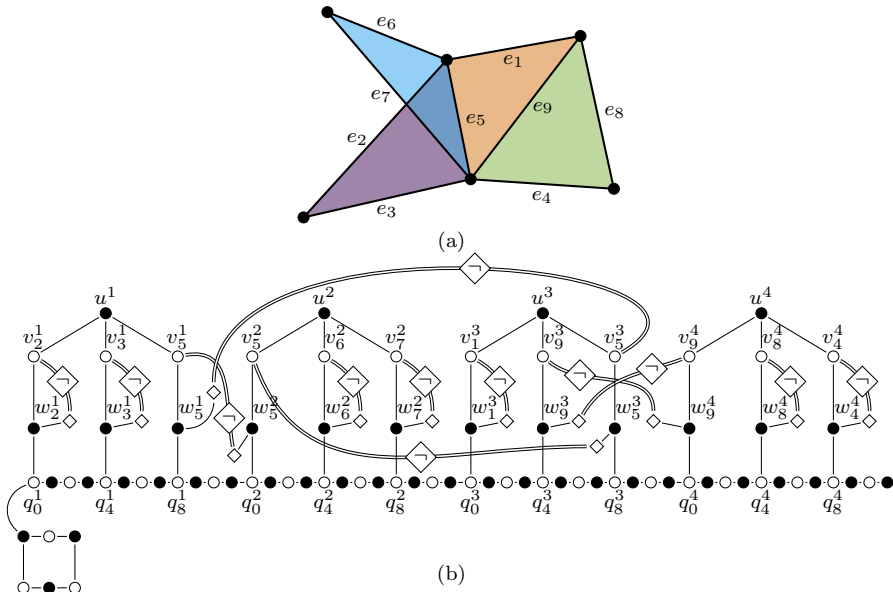 e₆
e₁
e₇
e₅
e₉
e₈
e₂
e₃
e₄
(a)
¬
u¹ u² u³ u⁴
v₂¹ v₃¹ v₅¹ v₅² v₆² v₇² v₁³ v₉³ v₅³ v₉⁴ v₈⁴ v₄⁴
¬ ¬ ¬ ¬ ¬ ¬ ¬ ¬ ¬
w₂¹ w₃¹ w₅¹ ¬ w₅² w₆² w₇² w₁³ w₉³ w₅³ w₉⁴ w₈⁴ w₄⁴
¬
q₀¹ q₄¹ q₈¹ q₀² q₄² q₈² q₀³ q₄³ q₈³ q₀⁴ q₄⁴ q₈⁴
(b)